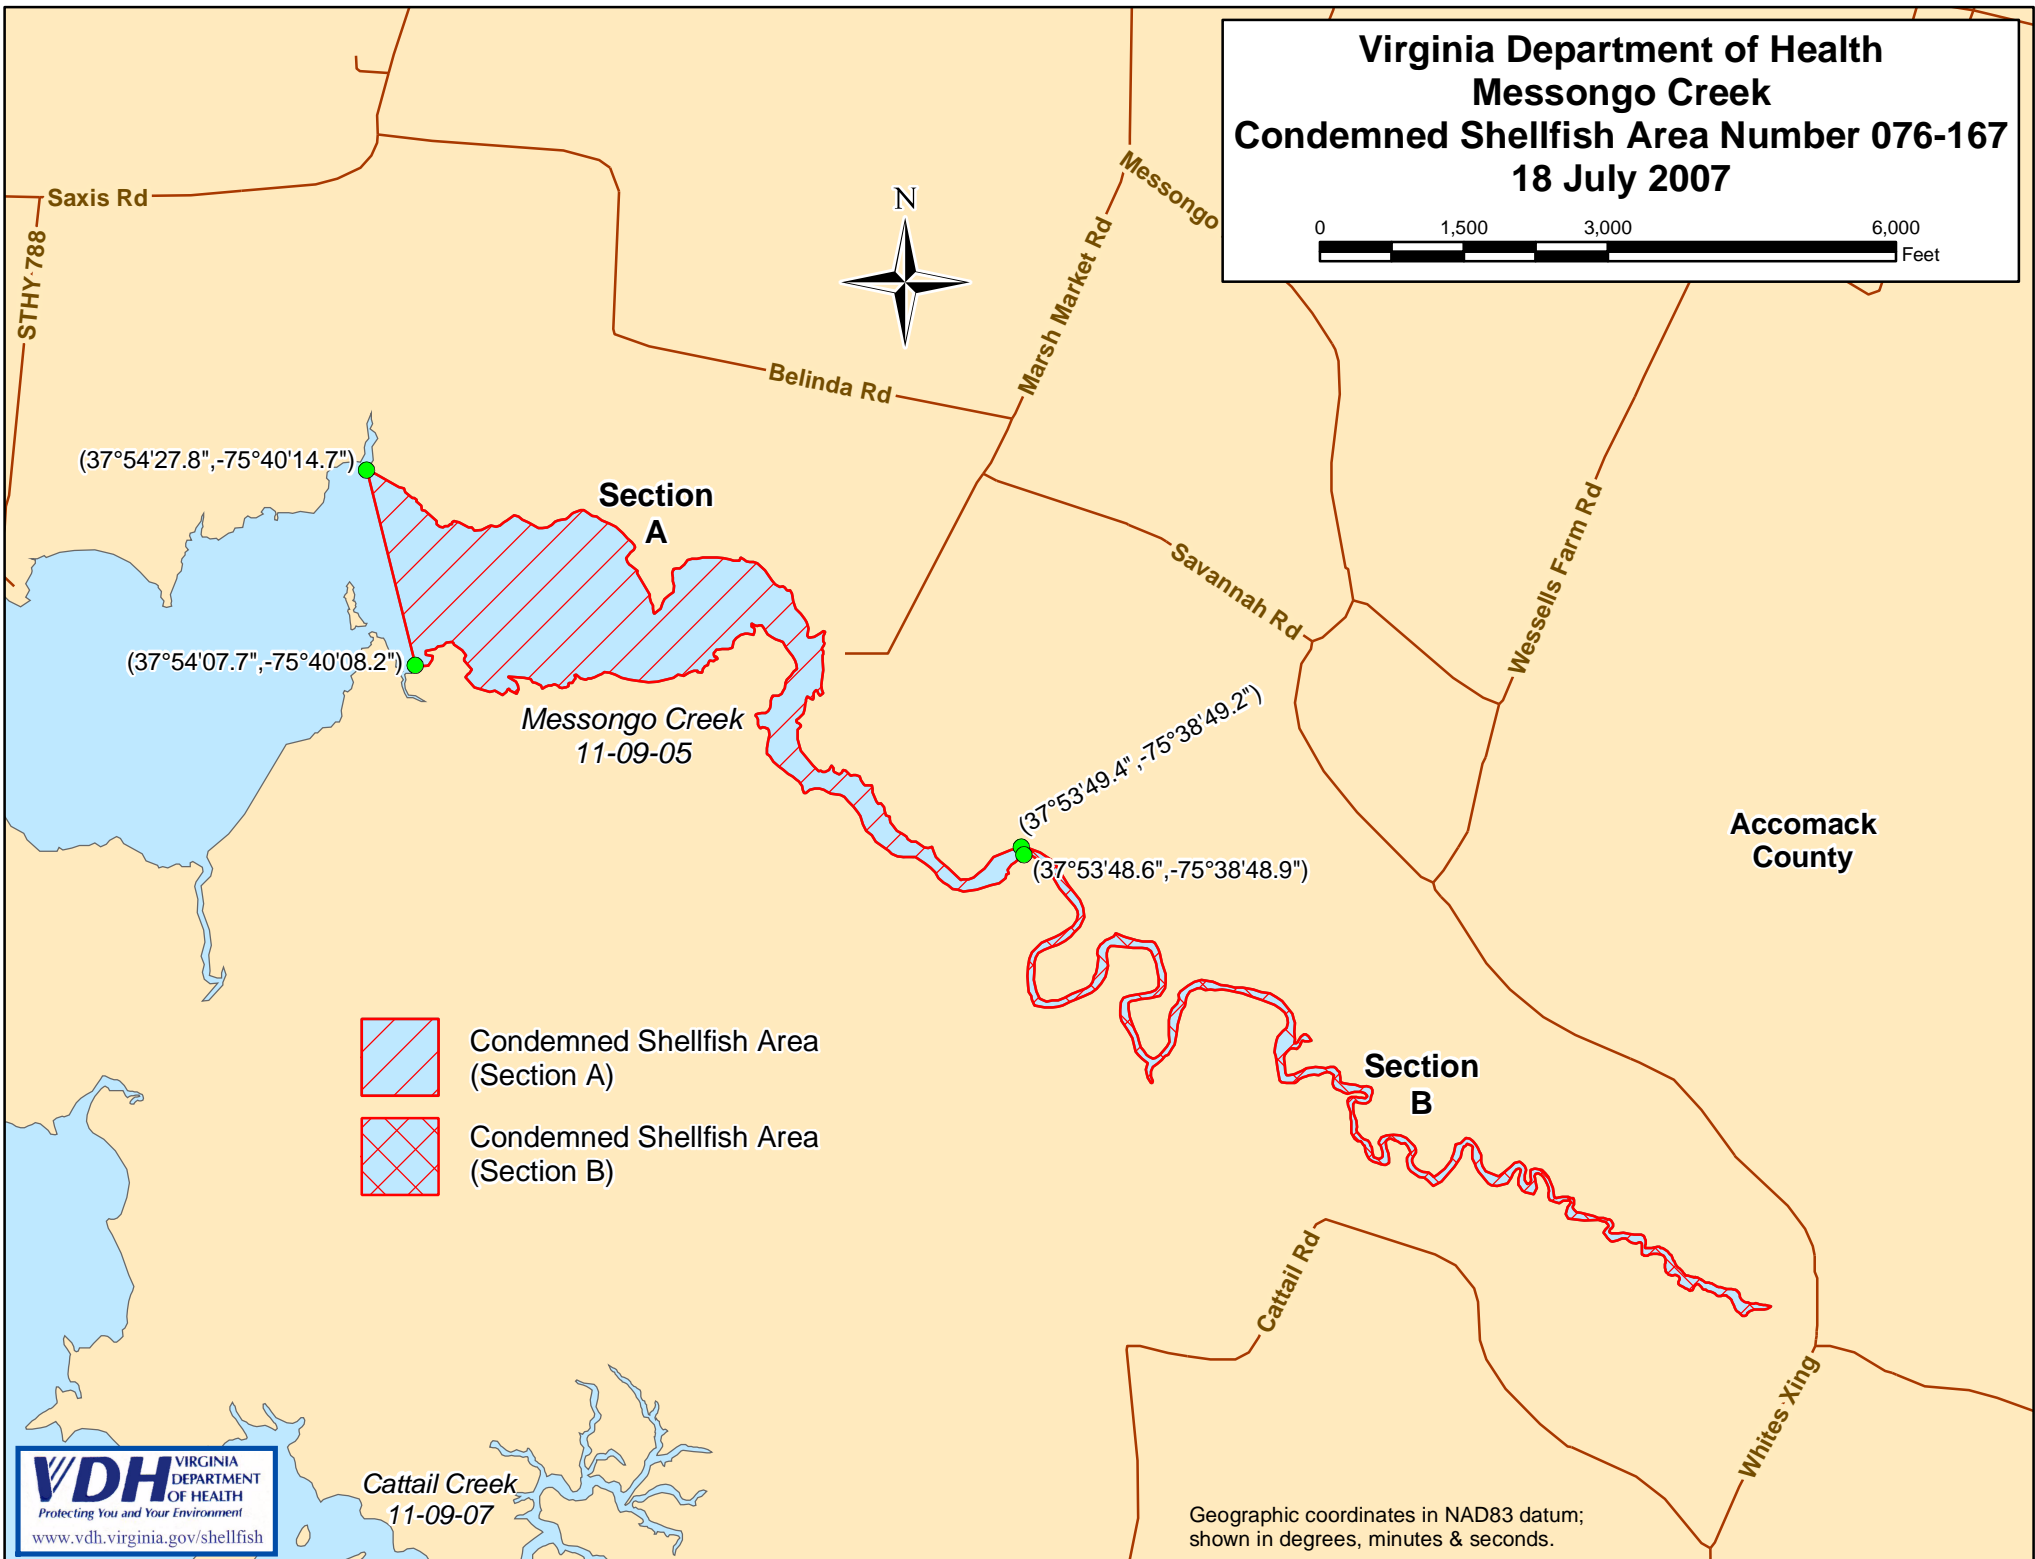 Virginia Department of Health
Messongo Creek
Condemned Shellfish Area Number 076-167
18 July 2007
0 1,500 3,000 6,000
Feet
Saxis Rd
STHY 788
N
Messongo
Marsh Market Rd
Belinda Rd
(37°54'27.8",-75°40'14.7")
Section
A
Savannah Rd
Wessells Farm Rd
(37°54'07.7",-75°40'08.2")
Messongo Creek
11-09-05
(37°53'49.4",-75°38'49.2")
(37°53'48.6",-75°38'48.9")
Accomack
County
Condemned Shellfish Area
(Section A)
Condemned Shellfish Area
(Section B)
Section
B
Cattail Rd
Whites Xing
Cattail Creek
11-09-07
VDH VIRGINIA
DEPARTMENT
OF HEALTH
Protecting You and Your Environment
www.vdh.virginia.gov/shellfish
Geographic coordinates in NAD83 datum;
shown in degrees, minutes & seconds.